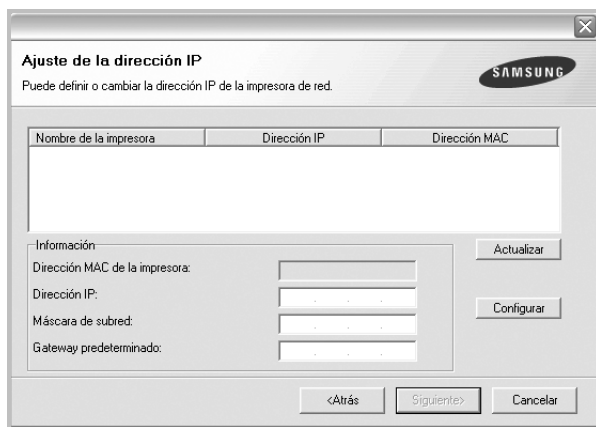 Ajuste de la dirección IP
Puede definir o cambiar la dirección IP de la impresora de red.
SAMSUNG
Nombre de la impresora Dirección IP Dirección MAC
Información
Dirección MAC de la impresora:
Dirección IP:
Máscara de subred:
Gateway predeterminado:
Actualizar
Configurar
<Atrás Siguiente> Cancelar